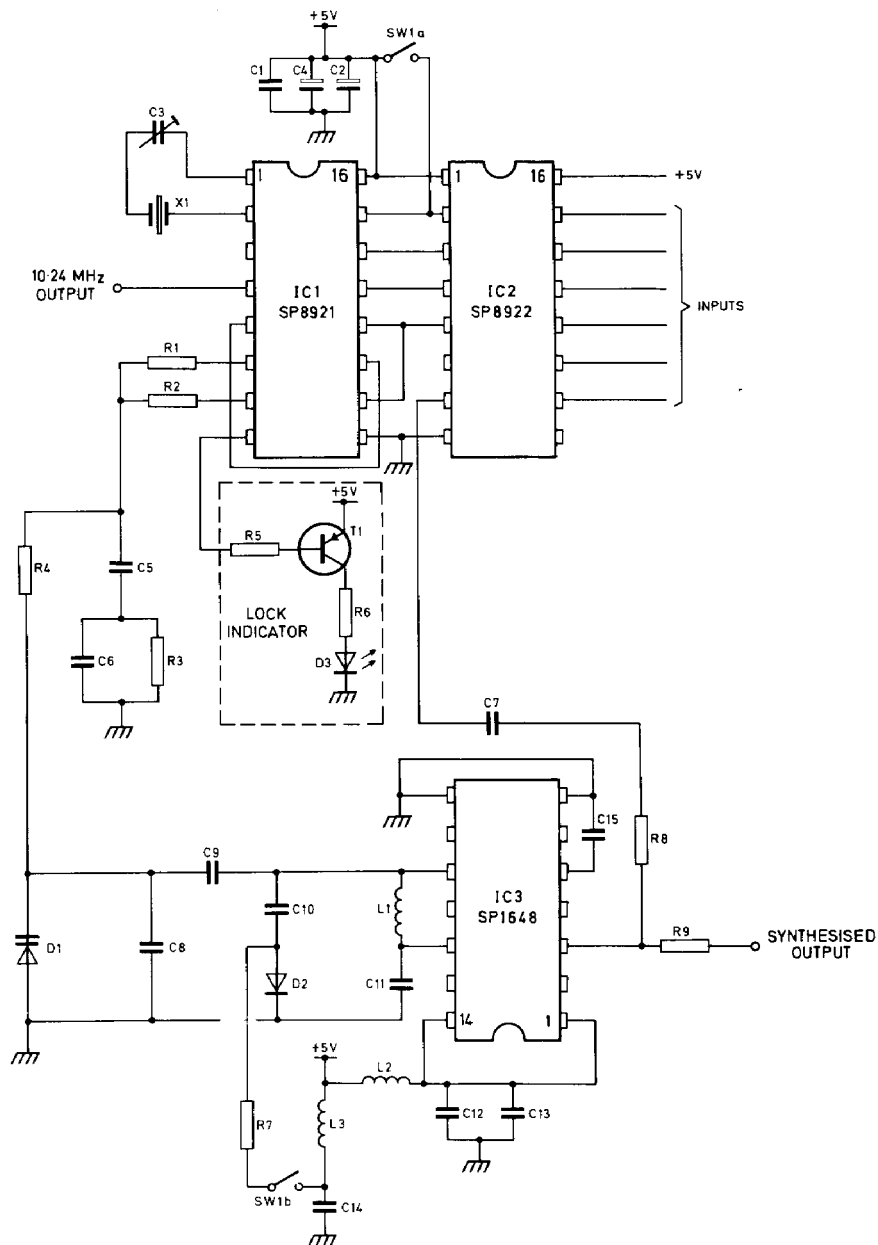 +5V
SW1a
C1
C4
C2
C3
1
16
1
16
+5V
X1
10·24 MHz
OUTPUT
IC1
SP8921
IC2
SP8922
INPUTS
R1
R2
+5V
R5
T1
R4
C5
LOCK
INDICATOR
R6
C6
R3
D3
C7
C15
R8
C9
IC3
SP1648
C10
L1
SYNTHESISED
OUTPUT
R9
D1
C8
D2
C11
14
1
+5V
L2
R7
L3
C12
C13
SW1b
C14